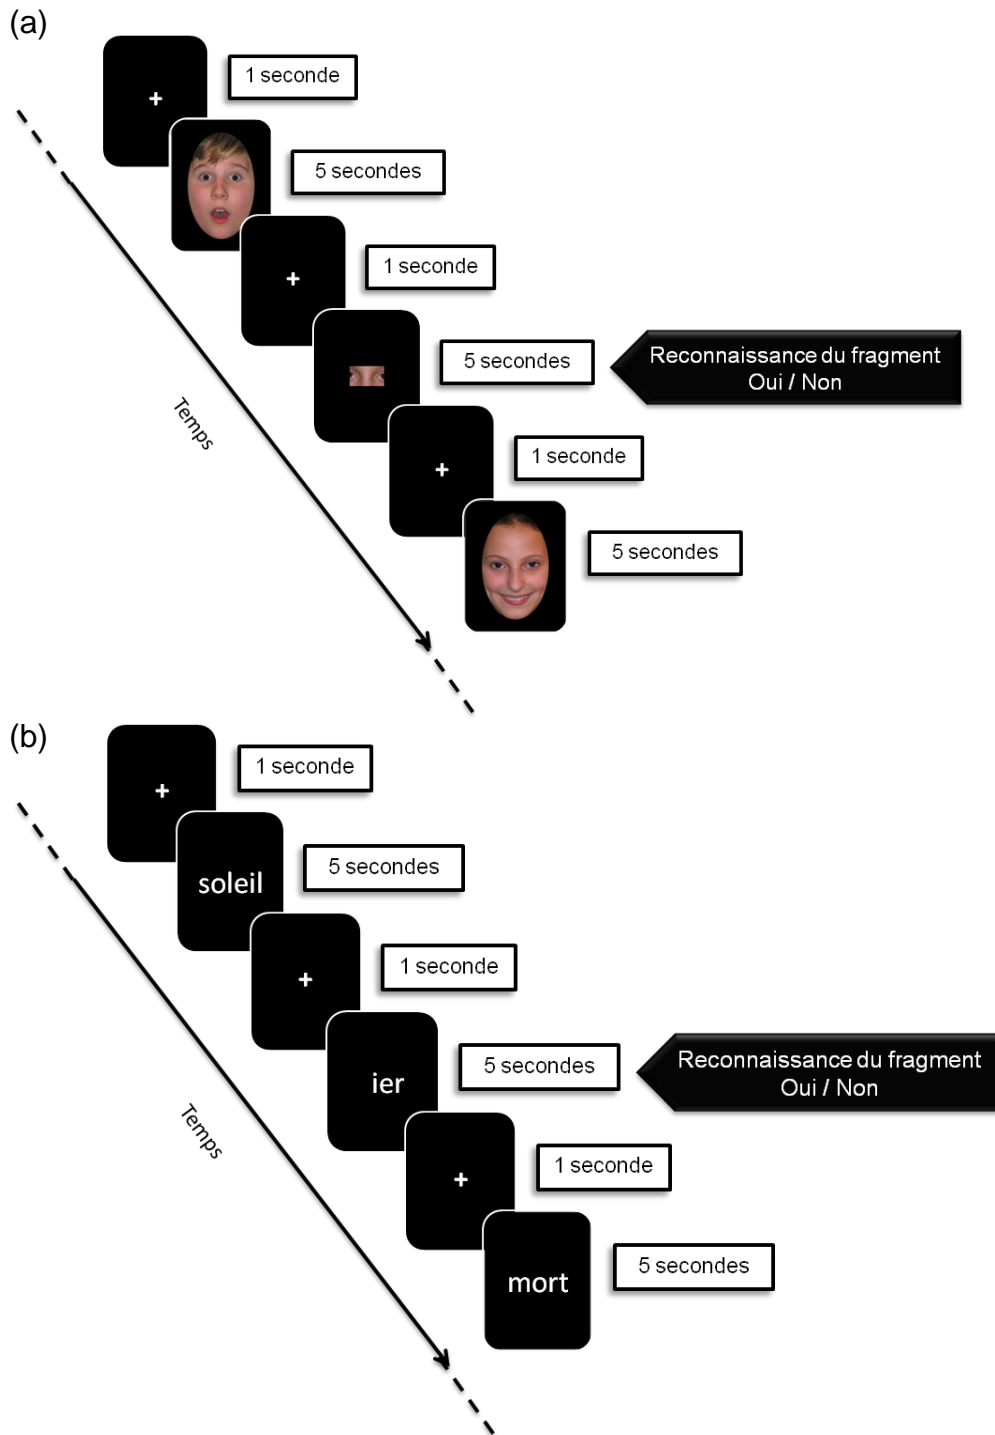 (a)
+
1 seconde
5 secondes
+
1 seconde
5 secondes
Reconnaissance du fragment
Oui / Non
Temps
+
1 seconde
5 secondes
(b)
+
1 seconde
soleil
5 secondes
+
1 seconde
ier
5 secondes
Reconnaissance du fragment
Oui / Non
Temps
+
1 seconde
mort
5 secondes